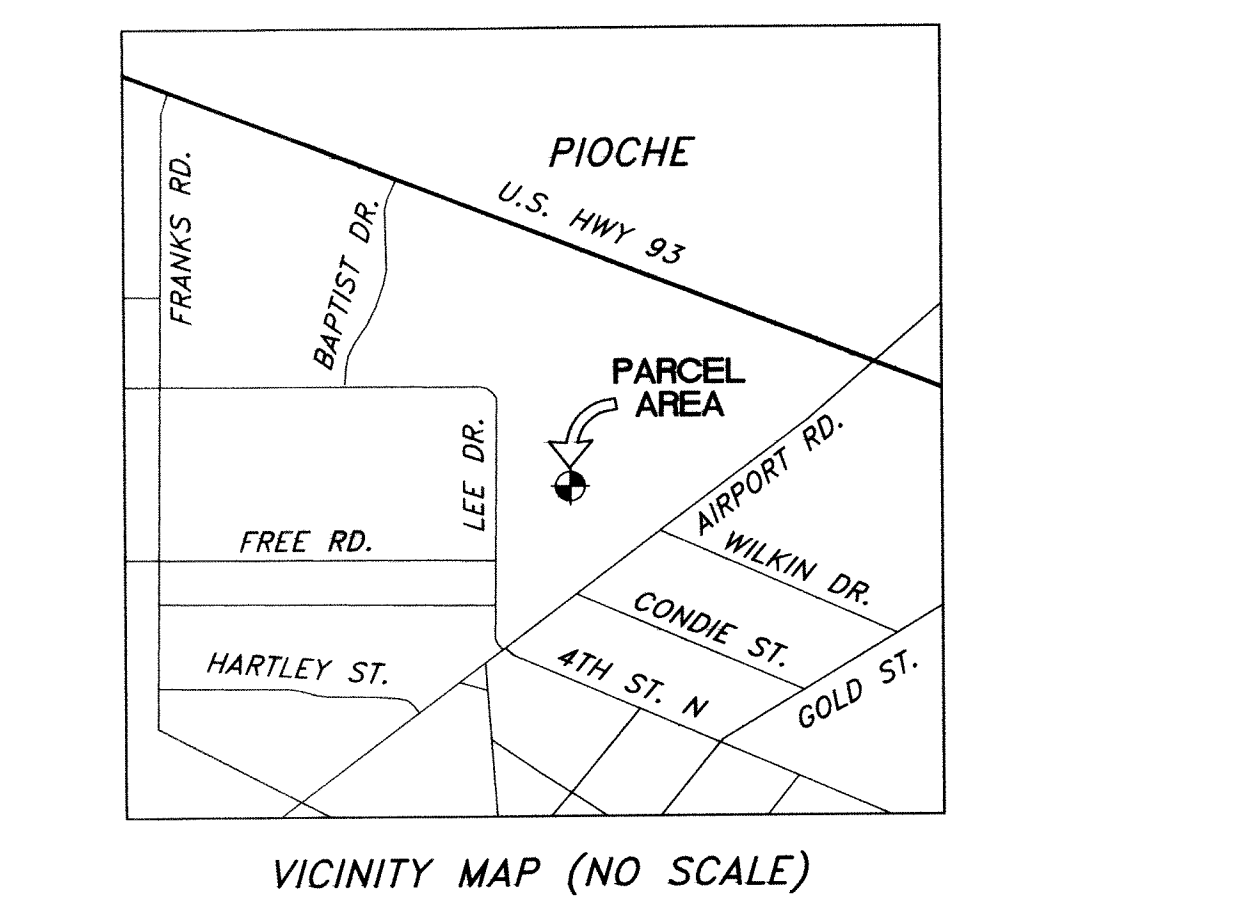 PIOCHE
U.S. HWY 93
FRANKS RD.
BAPTIST DR.
PARCEL
AREA
LEE DR.
AIRPORT RD.
FREE RD.
WILKIN DR.
CONDIE ST.
HARTLEY ST.
4TH ST. N
GOLD ST.
VICINITY MAP (NO SCALE)